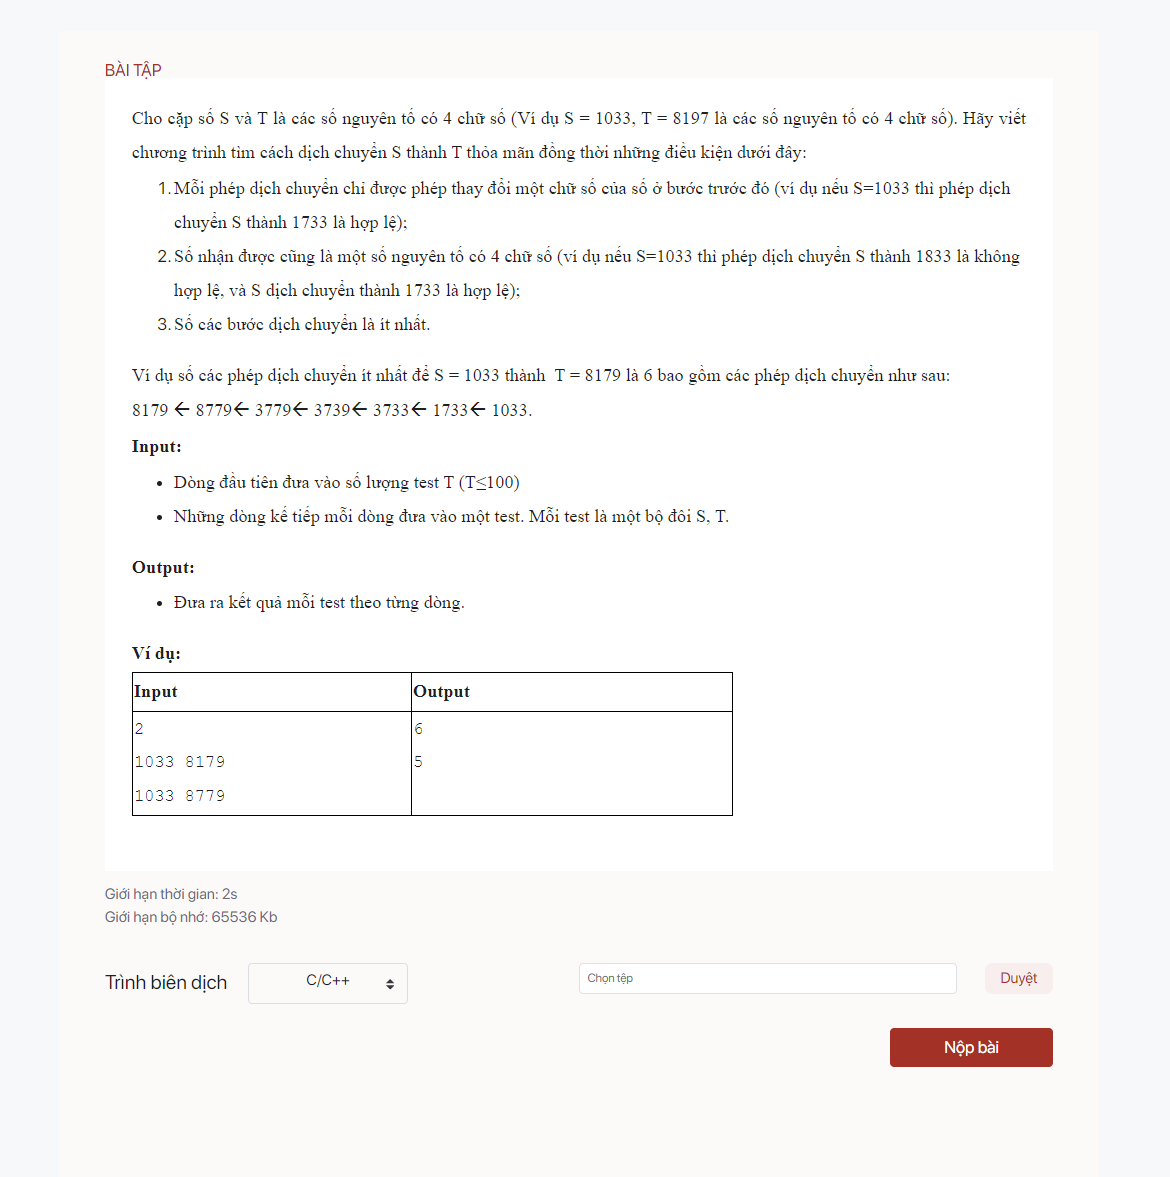 BÀI TẬP
Cho cặp số S và T là các số nguyên tố có 4 chữ số (Ví dụ S = 1033, T = 8197 là các số nguyên tố có 4 chữ số). Hãy viết
chương trình tìm cách dịch chuyển S thành T thỏa mãn đồng thời những điều kiện dưới đây:
1. Mỗi phép dịch chuyển chỉ được phép thay đổi một chữ số của số ở bước trước đó (ví dụ nếu S=1033 thì phép dịch
chuyển S thành 1733 là hợp lệ);
2. Số nhận được cũng là một số nguyên tố có 4 chữ số (ví dụ nếu S=1033 thì phép dịch chuyển S thành 1833 là không
hợp lệ, và S dịch chuyển thành 1733 là hợp lệ);
3. Số các bước dịch chuyển là ít nhất.
Ví dụ số các phép dịch chuyển ít nhất để S = 1033 thành T = 8179 là 6 bao gồm các phép dịch chuyển như sau:
8179 ← 8779← 3779← 3739← 3733← 1733← 1033.
Input:
• Dòng đầu tiên đưa vào số lượng test T (T≤100)
• Những dòng kế tiếp mỗi dòng đưa vào một test. Mỗi test là một bộ đôi S, T.
Output:
• Đưa ra kết quả mỗi test theo từng dòng.
Ví dụ:
Input Output
2 6
1033 8179 5
1033 8779
Giới hạn thời gian: 2s
Giới hạn bộ nhớ: 65536 Kb
Trình biên dịch C/C++ Chọn tệp Duyệt
Nộp bài